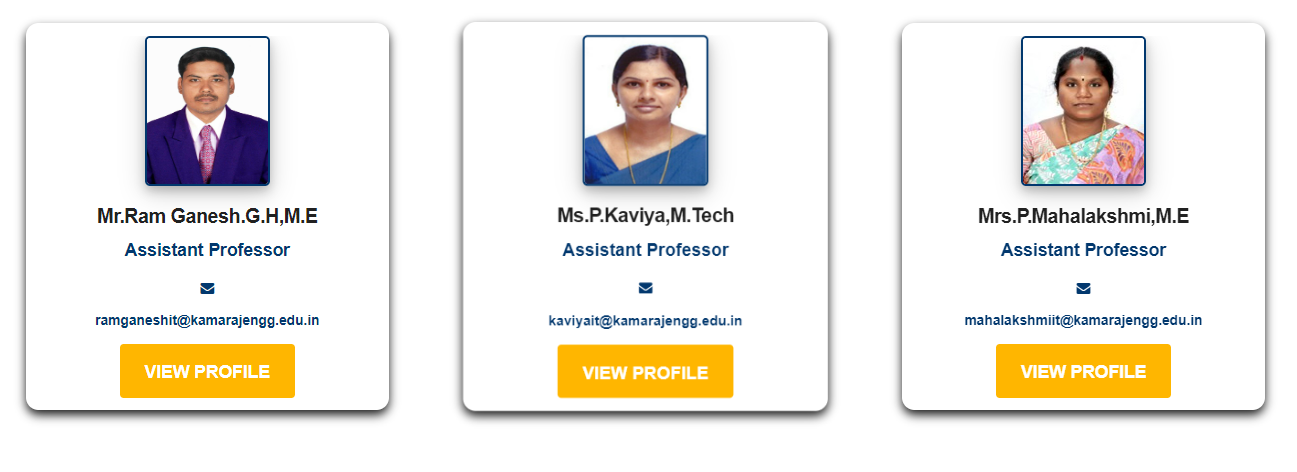 Mr.Ram Ganesh.G.H,M.E
Assistant Professor
ramganeshit@kamarajengg.edu.in
VIEW PROFILE
Ms.P.Kaviya,M.Tech
Assistant Professor
kaviyait@kamarajengg.edu.in
VIEW PROFILE
Mrs.P.Mahalakshmi,M.E
Assistant Professor
mahalakshmiit@kamarajengg.edu.in
VIEW PROFILE